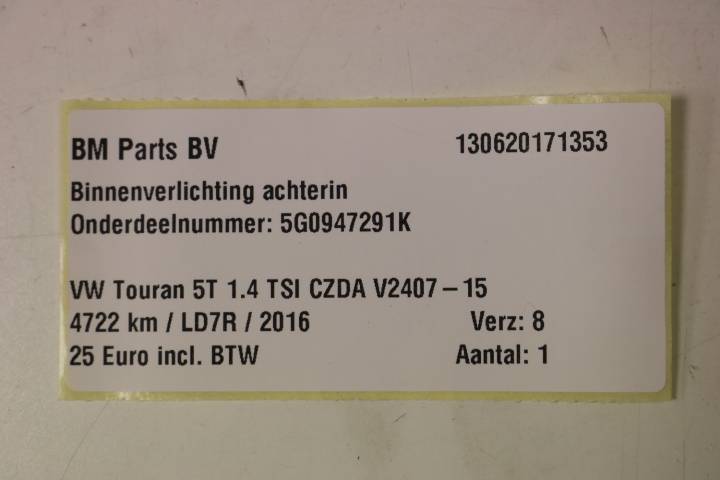 BM Parts BV 130620171353
Binnenverlichting achterin
Onderdeelnummer: 5G0947291K
VW Touran 5T 1.4 TSI CZDA V2407-15
4722 km / LD7R / 2016 Verz: 8
25 Euro incl. BTW Aantal: 1